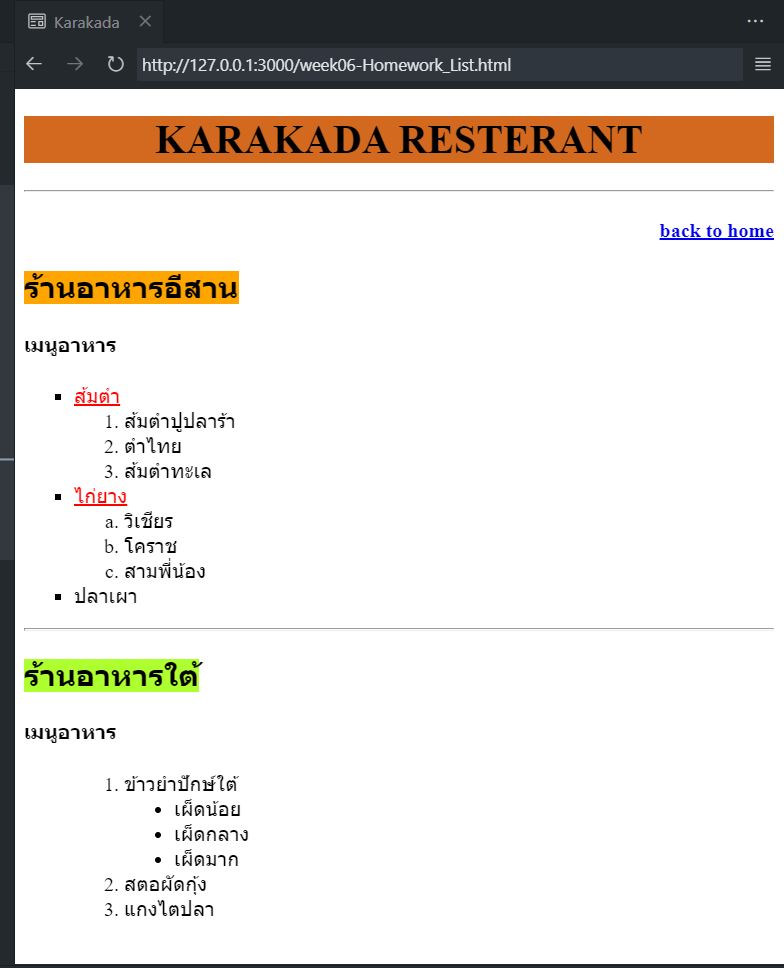 Karakada
http://127.0.0.1:3000/week06-Homework_List.html
KARAKADA RESTERANT
back to home
ร้านอาหารอีสาน
เมนูอาหาร
ส้มตำ
1. ส้มตำปูปลาร้า
2. ตำไทย
3. ส้มตำทะเล
ไก่ยาง
a. วิเชียร
b. โคราช
c. สามพี่น้อง
ปลาเผา
ร้านอาหารใต้
เมนูอาหาร
1. ข้าวยำปักษ์ใต้
เผ็ดน้อย
เผ็ดกลาง
เผ็ดมาก
2. สตอผัดกุ้ง
3. แกงไตปลา